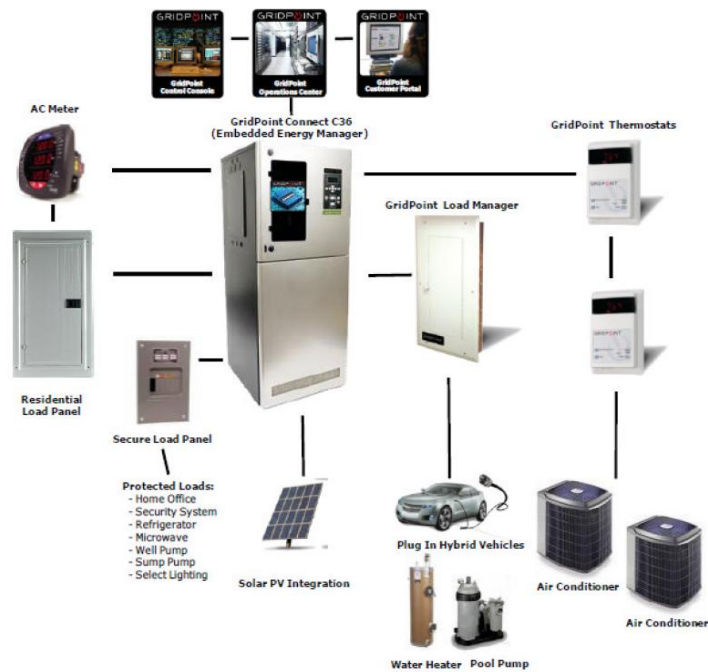 GRIDPOINT
GRIDPOINT
GRIDPOINT
GridPoint
Control Console
GridPoint
Operations Center
GridPoint
Customer Portal
AC Meter
GridPoint Connect C36
(Embedded Energy Manager)
GridPoint Thermostats
GRIDPOINT
GRIDPOINT
GridPoint Load Manager
GRIDPOINT
Residential
Load Panel
Secure Load Panel
Protected Loads:
- Home Office
- Security System
- Refrigerator
- Microwave
- Well Pump
- Sump Pump
- Select Lighting
Solar PV Integration
Plug In Hybrid Vehicles
Water Heater
Pool Pump
Air Conditioner
Air Conditioner